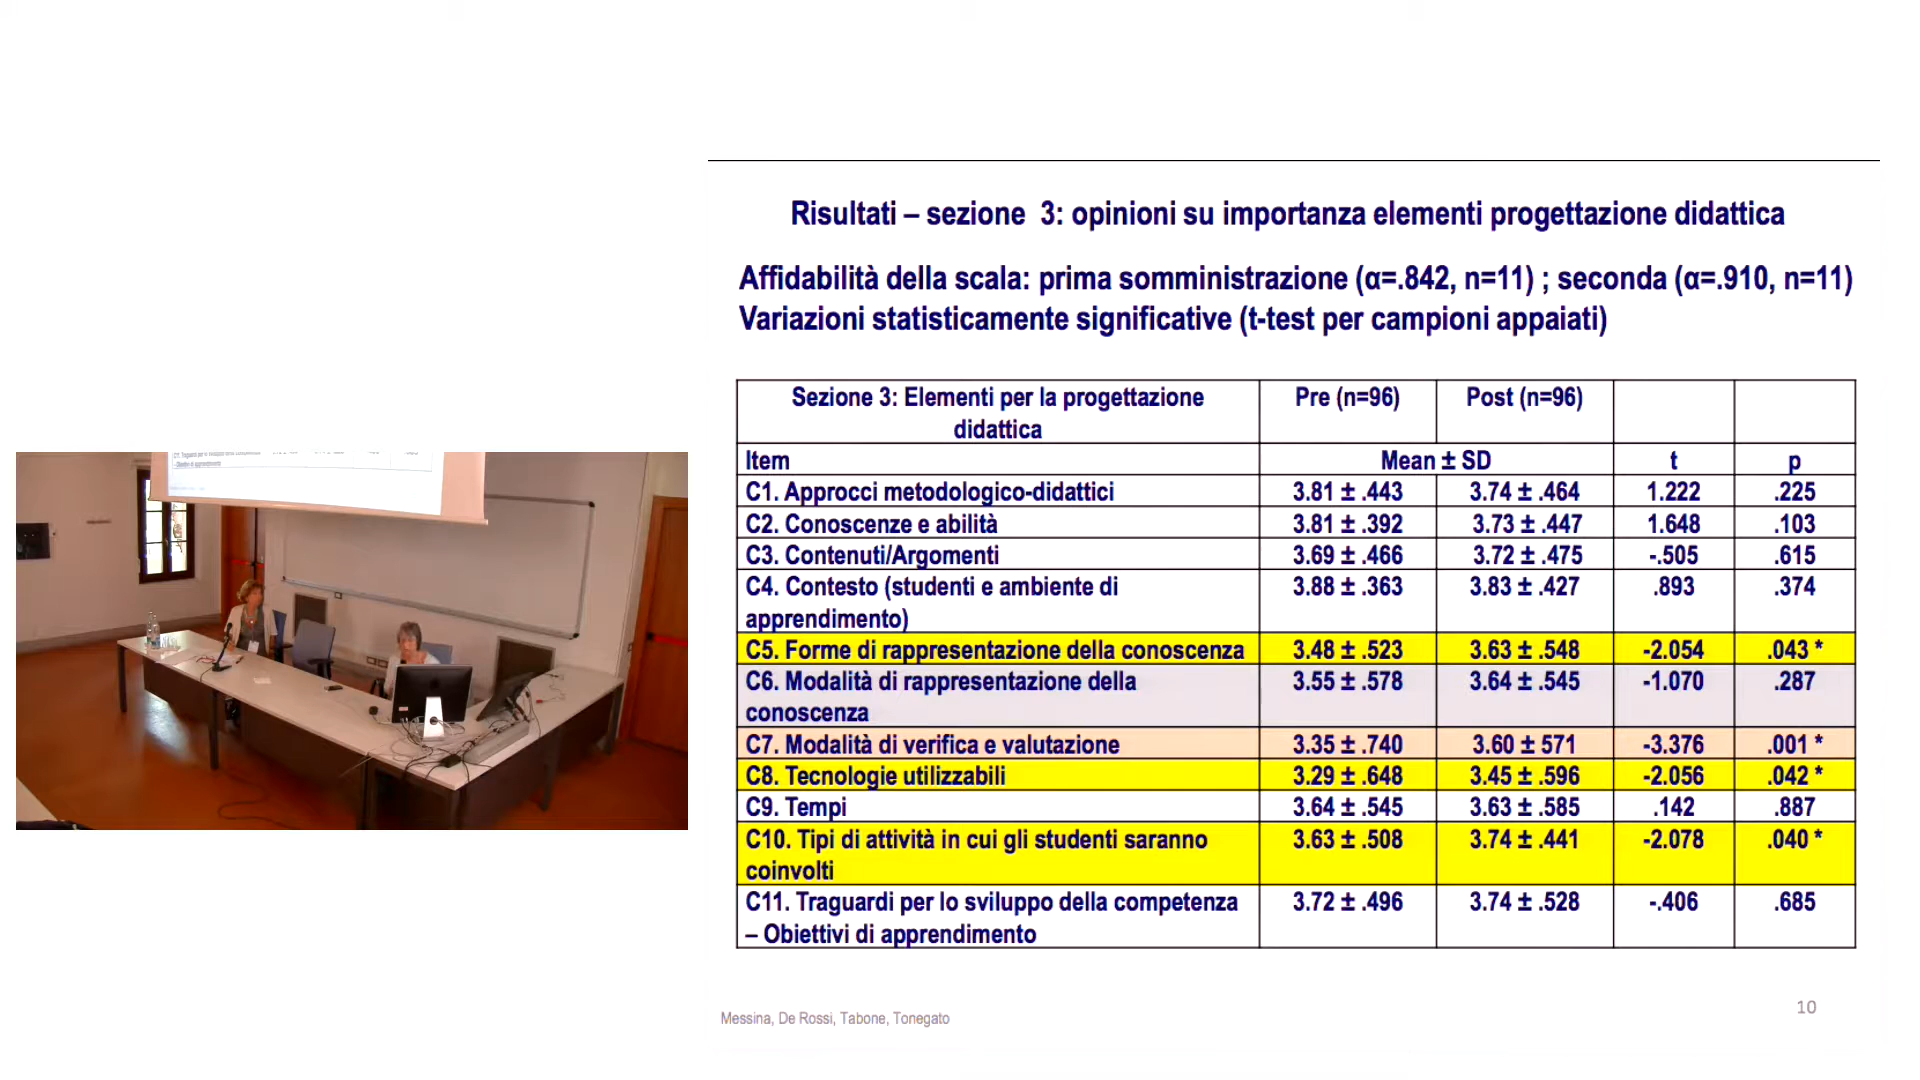 Risultati – sezione 3: opinioni su importanza elementi progettazione didattica
Affidabilità della scala: prima somministrazione (α=.842, n=11) ; seconda (α=.910, n=11)
Variazioni statisticamente significative (t-test per campioni appaiati)
Sezione 3: Elementi per la progettazione didattica Pre (n=96) Post (n=96)
Item Mean ± SD t p
C1. Approcci metodologico-didattici 3.81 ± .443 3.74 ± .464 1.222 .225
C2. Conoscenze e abilità 3.81 ± .392 3.73 ± .447 1.648 .103
C3. Contenuti/Argomenti 3.69 ± .466 3.72 ± .475 -.505 .615
C4. Contesto (studenti e ambiente di apprendimento) 3.88 ± .363 3.83 ± .427 .893 .374
C5. Forme di rappresentazione della conoscenza 3.48 ± .523 3.63 ± .548 -2.054 .043 *
C6. Modalità di rappresentazione della conoscenza 3.55 ± .578 3.64 ± .545 -1.070 .287
C7. Modalità di verifica e valutazione 3.35 ± .740 3.60 ± 571 -3.376 .001 *
C8. Tecnologie utilizzabili 3.29 ± .648 3.45 ± .596 -2.056 .042 *
C9. Tempi 3.64 ± .545 3.63 ± .585 .142 .887
C10. Tipi di attività in cui gli studenti saranno coinvolti 3.63 ± .508 3.74 ± .441 -2.078 .040 *
C11. Traguardi per lo sviluppo della competenza – Obiettivi di apprendimento 3.72 ± .496 3.74 ± .528 -.406 .685
Messina, De Rossi, Tabone, Tonegato
10